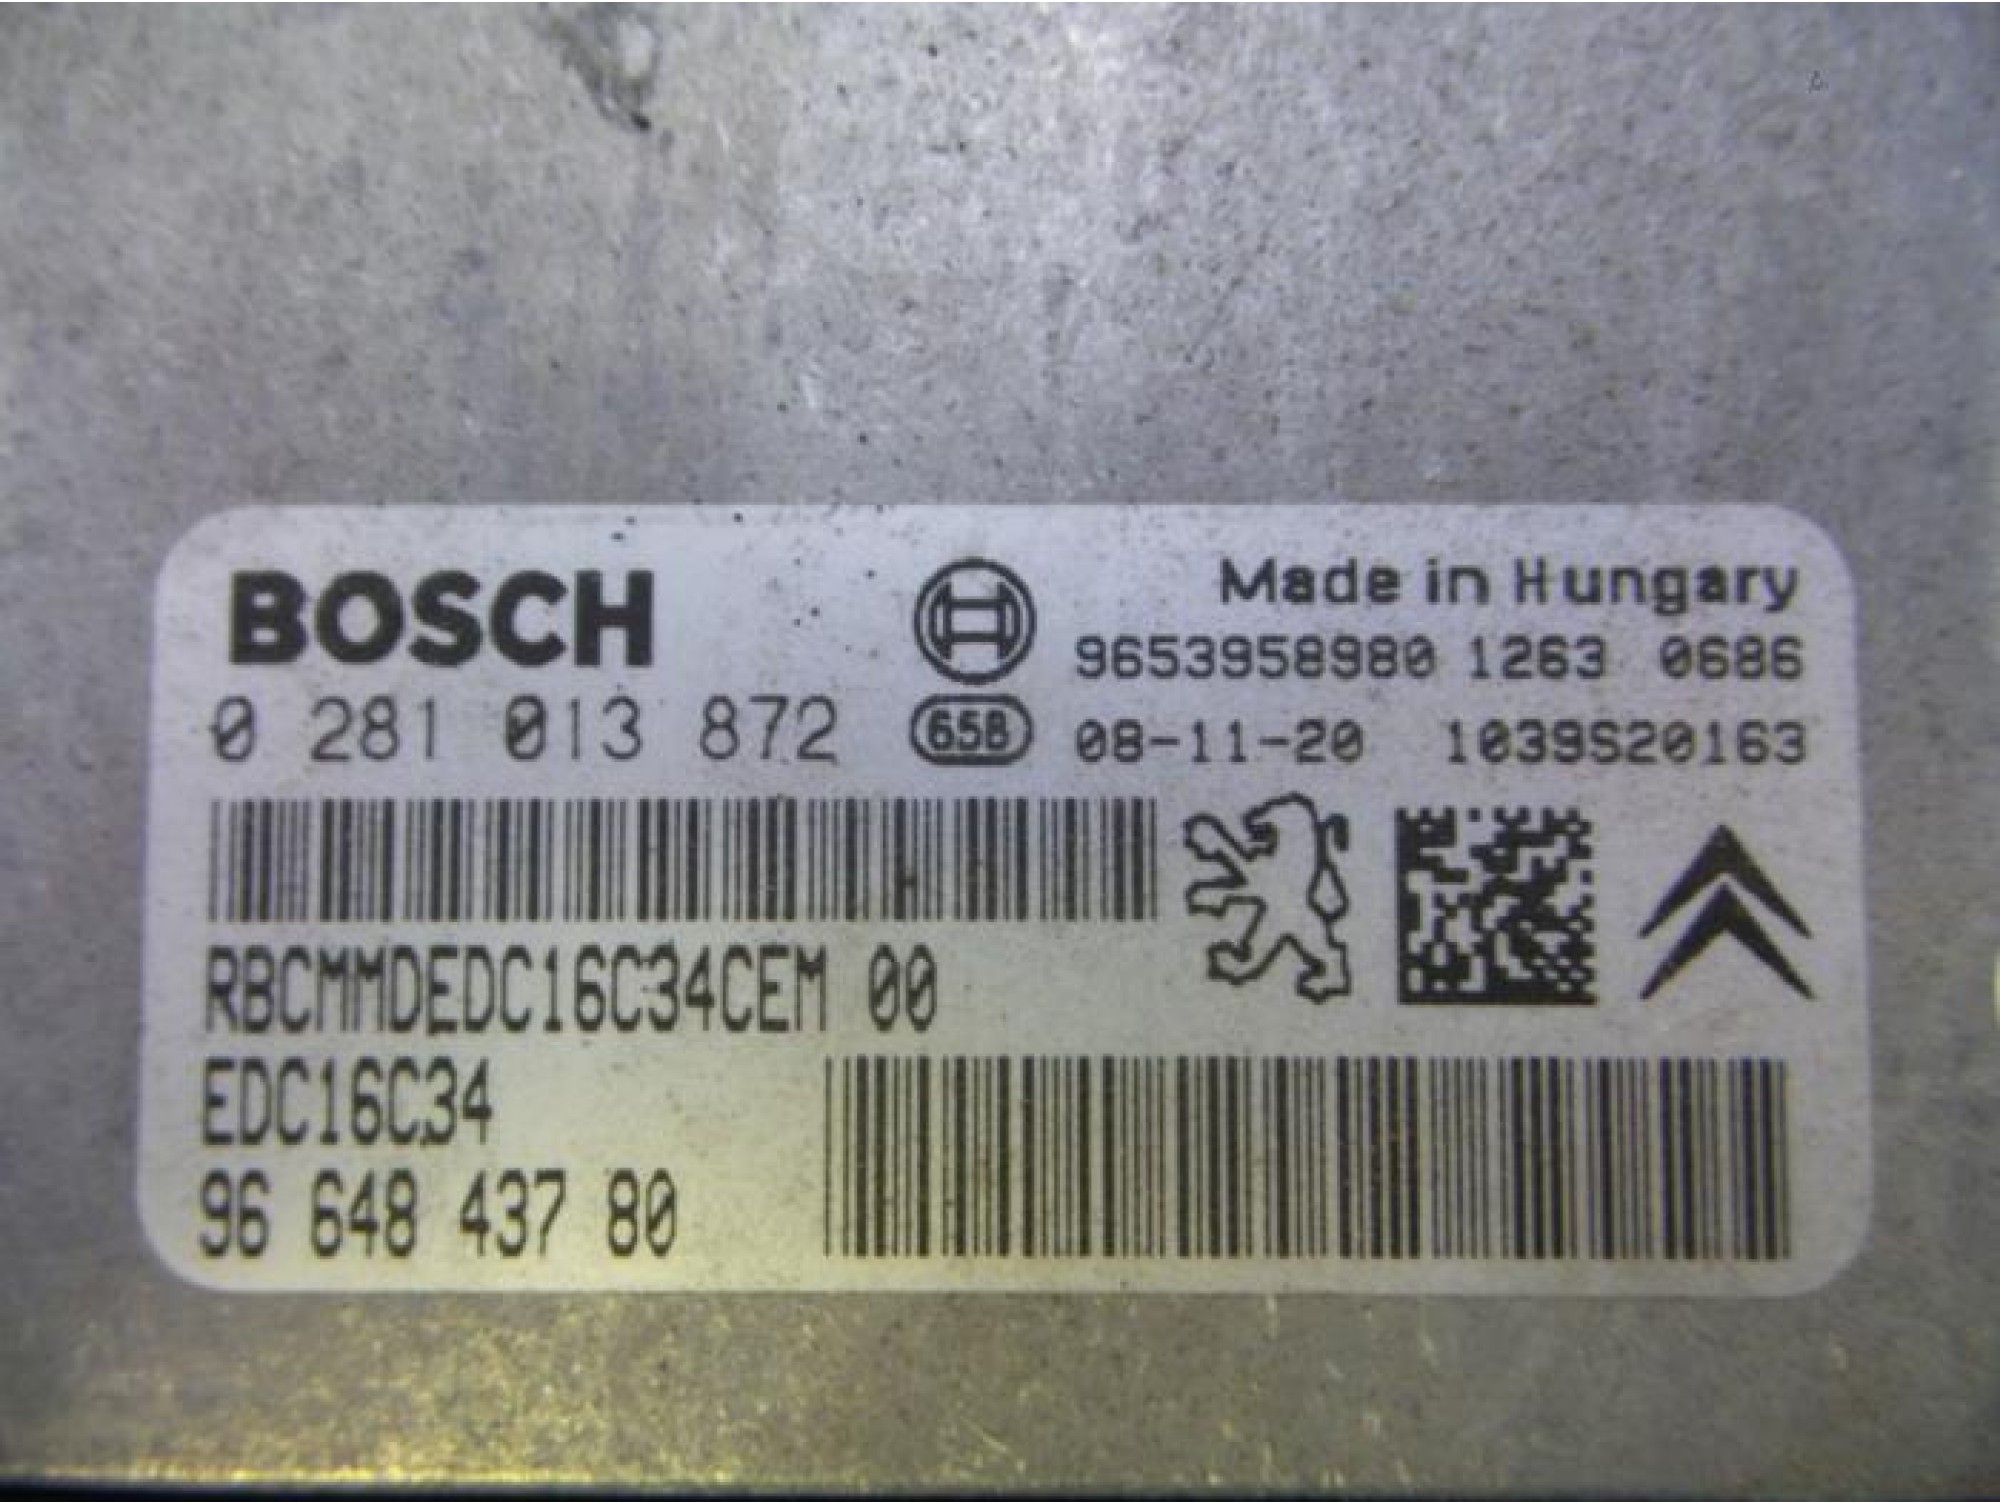 BOSCH
Made in Hungary
9653958980 1263 0686
0 281 013 872
65B
08-11-20 1039S20163
RBCMMDEDC16C34CEM 00
EDC16C34
96 648 437 80